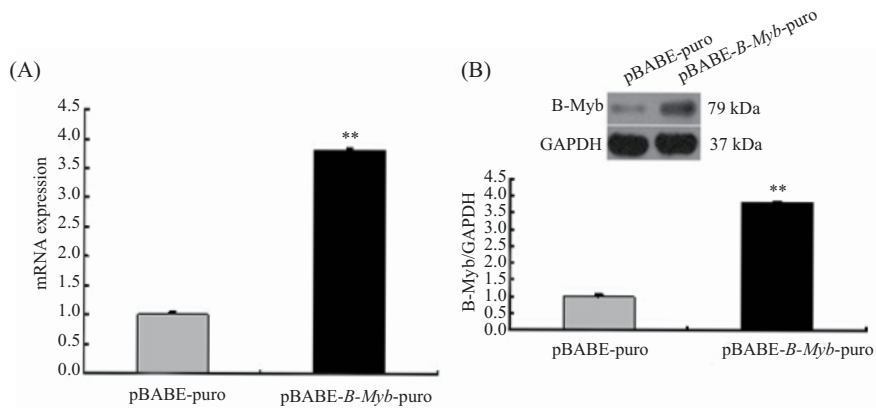 (A)
mRNA expression
4.5
4.0
3.5
3.0
2.5
2.0
1.5
1.0
0.5
0.0
**
pBABE-puro
pBABE-B-Myb-puro
(B)
pBABE-puro
pBABE-B-Myb-puro
B-Myb
79 kDa
GAPDH
37 kDa
B-Myb/GAPDH
4.5
4.0
3.5
3.0
2.5
2.0
1.5
1.0
0.5
0.0
**
pBABE-puro
pBABE-B-Myb-puro